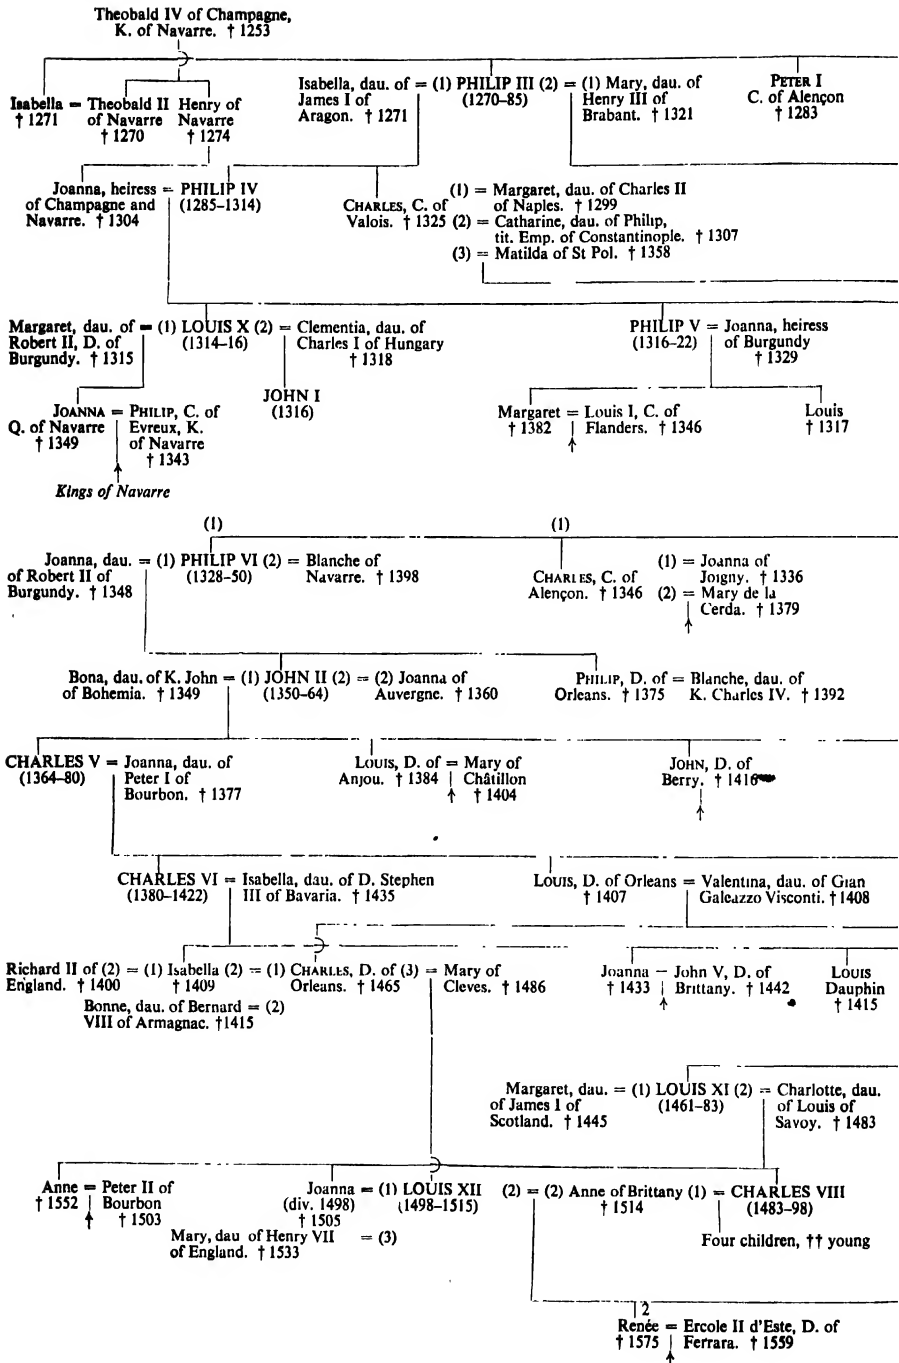 Theobald IV of Champagne,
K. of Navarre. † 1253
Isabella = Theobald II Henry of
† 1271 of Navarre Navarre
† 1270 † 1274
Isabella, dau. of = (1) PHILIP III (2) = (1) Mary, dau. of
James I of (1270–85) Henry III of
Aragon. † 1271 Brabant. † 1321
PETER I
C. of Alençon
† 1283
Joanna, heiress = PHILIP IV
of Champagne and (1285-1314)
Navarre. † 1304
CHARLES, C. of
Valois. † 1325
(1) = Margaret, dau. of Charles II
of Naples. † 1299
(2) = Catharine, dau. of Philip,
tit. Emp. of Constantinople. † 1307
(3) = Matilda of St Pol. † 1358
Margaret, dau. of = (1) LOUIS X (2) = Clementia, dau. of
Robert II, D. of (1314–16) Charles I of Hungary
Burgundy. † 1315 † 1318
PHILIP V = Joanna, heiress
(1316–22) of Burgundy
† 1329
JOANNA = PHILIP, C. of
Q. of Navarre Evreux, K.
† 1349 of Navarre
† 1343
Kings of Navarre
JOHN I
(1316)
Margaret = Louis I, C. of
† 1382 Flanders. † 1346
Louis
† 1317
(1) (1)
Joanna, dau. = (1) PHILIP VI (2) = Blanche of
of Robert II of (1328–50) Navarre. † 1398
Burgundy. † 1348
CHARLES, C. of
Alençon. † 1346
(1) = Joanna of
Joigny. † 1336
(2) = Mary de la
Cerda. † 1379
Bona, dau. of K. John = (1) JOHN II (2) = (2) Joanna of
of Bohemia. † 1349 (1350–64) Auvergne. † 1360
PHILIP, D. of = Blanche, dau. of
Orleans. † 1375 K. Charles IV. † 1392
CHARLES V = Joanna, dau. of
(1364–80) Peter I of
Bourbon. † 1377
LOUIS, D. of = Mary of
Anjou. † 1384 Châtillon
† 1404
JOHN, D. of
Berry. † 1416
CHARLES VI = Isabella, dau. of D. Stephen
(1380–1422) III of Bavaria. † 1435
LOUIS, D. of Orleans = Valentina, dau. of Gian
† 1407 Galeazzo Visconti. † 1408
Richard II of (2) = (1) Isabella (2) = (1) CHARLES, D. of (3) = Mary of
England. † 1400 † 1409 Orleans. † 1465 Cleves. † 1486
Bonne, dau. of Bernard = (2)
VIII of Armagnac. †1415
Joanna – John V, D. of
† 1433 Brittany. † 1442
LOUIS
Dauphin
† 1415
Margaret, dau. = (1) LOUIS XI (2) = Charlotte, dau.
of James I of (1461–83) of Louis of
Scotland. † 1445 Savoy. † 1483
Anne = Peter II of
† 1552 Bourbon
† 1503
Joanna = (1) LOUIS XII (2) = (2) Anne of Brittany (1) = CHARLES VIII
(div. 1498) (1498–1515) † 1514 (1483–98)
† 1505
Mary, dau of Henry VII = (3)
of England. † 1533
Four children, †† young
2
Renée = Ercole II d'Este, D. of
† 1575 Ferrara. † 1559